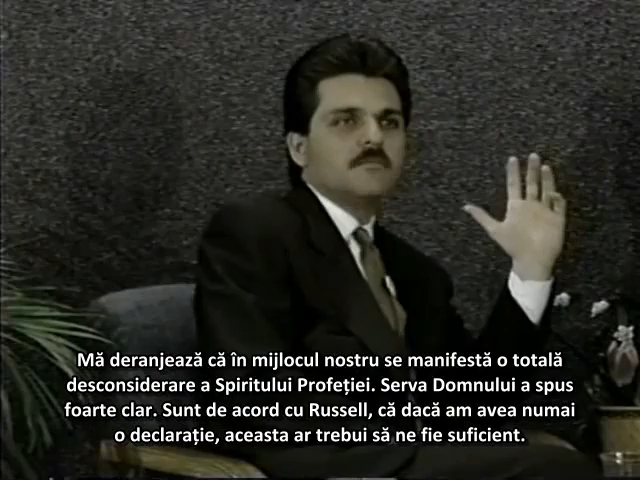 Mă deranjează că în mijlocul nostru se manifestă o totală
desconsiderare a Spiritului Profeției. Serva Domnului a spus
foarte clar. Sunt de acord cu Russell, că dacă am avea numai
o declarație, aceasta ar trebui să ne fie suficient.